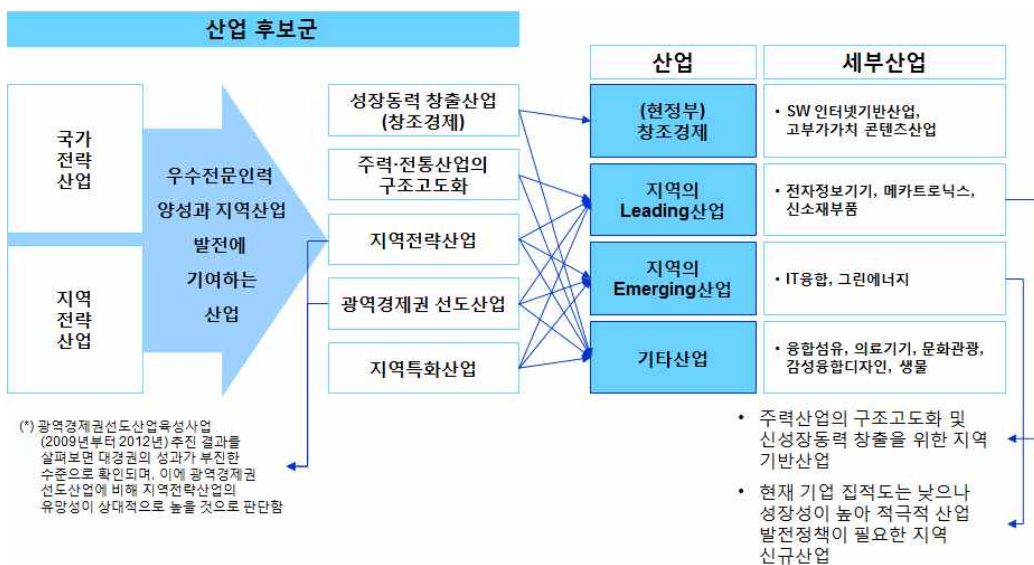 산업 후보군
국가
전략
산업
지역
전략
산업
우수전문인력
양성과 지역산업
발전에
기여하는
산업
성장동력 창출산업
(창조경제)
주력·전통산업의
구조고도화
지역전략산업
광역경제권 선도산업
지역특화산업
산업
세부산업
(현정부)
창조경제
• SW 인터넷기반산업,
고부가가치 콘텐츠산업
지역의
Leading산업
• 전자정보기기, 메카트로닉스,
신소재부품
지역의
Emerging산업
• IT융합, 그린에너지
기타산업
• 융합섬유, 의료기기, 문화관광,
감성융합디자인, 생물
(*) 광역경제권선도산업육성사업
(2009년부터 2012년) 추진 결과를
살펴보면 대경권의 성과가 부진한
수준으로 확인되며, 이에 광역경제권
선도산업에 비해 지역전략산업의
유망성이 상대적으로 높을 것으로 판단함
• 주력산업의 구조고도화 및
신성장동력 창출을 위한 지역
기반산업
• 현재 기업 집적도는 낮으나
성장성이 높아 적극적 산업
발전정책이 필요한 지역
신규산업